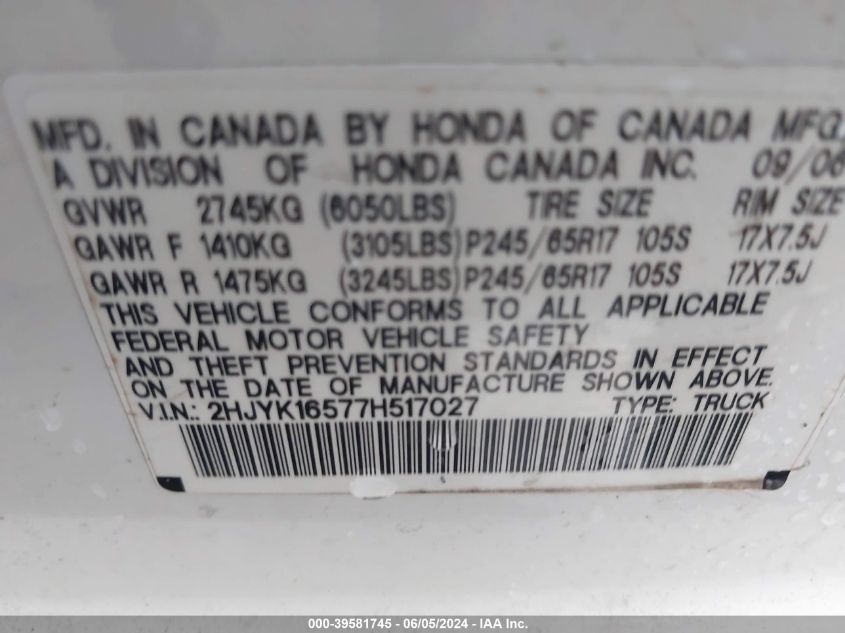 MFD. IN CANADA BY HONDA OF CANADA MFG.
A DIVISION OF HONDA CANADA INC. 09/06
GVWR 2745KG (6050LBS) TIRE SIZE RIM SIZE
GAWR F 1410KG (3105LBS) P245/65R17 105S 17X7.5J
GAWR R 1475KG (3245LBS) P245/65R17 105S 17X7.5J
THIS VEHICLE CONFORMS TO ALL APPLICABLE
FEDERAL MOTOR VEHICLE SAFETY
AND THEFT PREVENTION STANDARDS IN EFFECT
ON THE DATE OF MANUFACTURE SHOWN ABOVE.
V.I.N.: 2HJYK16577H517027 TYPE: TRUCK
000-39581745 - 06/05/2024 - IAA Inc.